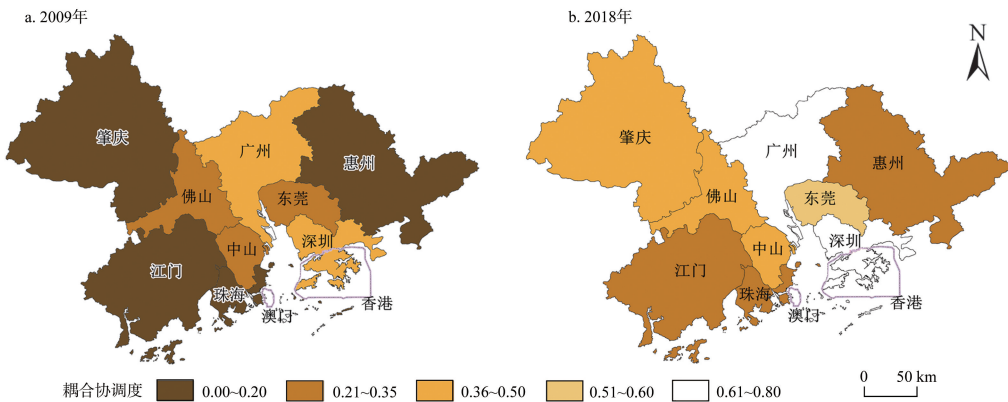 a. 2009年
b. 2018年
N
肇庆
广州
惠州
佛山
东莞
中山
深圳
江门
珠海
澳门
香港
肇庆
广州
惠州
佛山
东莞
中山
深圳
江门
珠海
澳门
香港
耦合协调度
0.00~0.20
0.21~0.35
0.36~0.50
0.51~0.60
0.61~0.80
0 50 km